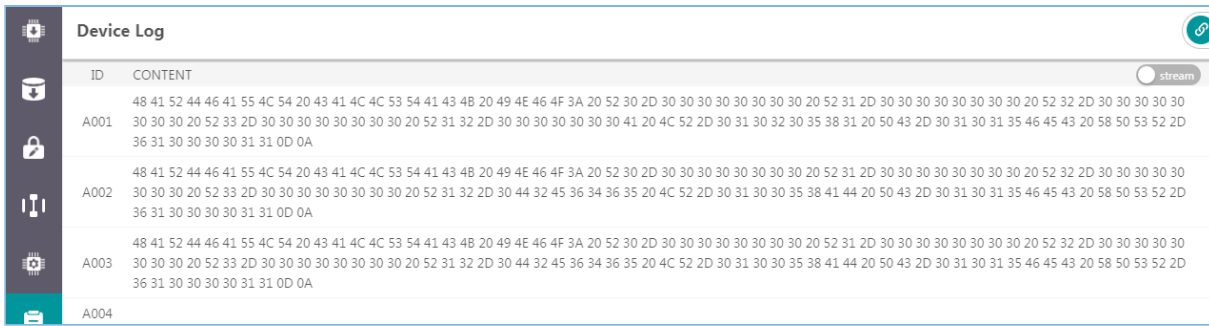 Device Log
ID CONTENT stream
48 41 52 44 46 41 55 4C 54 20 43 41 4C 4C 53 54 41 43 4B 20 49 4E 46 4F 3A 20 52 30 2D 30 30 30 30 30 30 30 30 20 52 31 2D 30 30 30 30 30 30 30 30 20 52 32 2D 30 30 30 30 30
A001 30 30 30 20 52 33 2D 30 30 30 30 30 30 30 30 20 52 31 32 2D 30 30 30 30 30 30 30 41 20 4C 52 2D 30 31 30 32 30 35 38 31 20 50 43 2D 30 31 30 31 35 46 45 43 20 58 50 53 52 2D
36 31 30 30 30 30 31 31 0D 0A
48 41 52 44 46 41 55 4C 54 20 43 41 4C 4C 53 54 41 43 4B 20 49 4E 46 4F 3A 20 52 30 2D 30 30 30 30 30 30 30 30 20 52 31 2D 30 30 30 30 30 30 30 30 20 52 32 2D 30 30 30 30 30
A002 30 30 30 20 52 33 2D 30 30 30 30 30 30 30 30 20 52 31 32 2D 30 44 32 45 36 34 36 35 20 4C 52 2D 30 31 30 30 35 38 41 44 20 50 43 2D 30 31 30 31 35 46 45 43 20 58 50 53 52 2D
36 31 30 30 30 30 31 31 0D 0A
48 41 52 44 46 41 55 4C 54 20 43 41 4C 4C 53 54 41 43 4B 20 49 4E 46 4F 3A 20 52 30 2D 30 30 30 30 30 30 30 30 20 52 31 2D 30 30 30 30 30 30 30 30 20 52 32 2D 30 30 30 30 30
A003 30 30 30 20 52 33 2D 30 30 30 30 30 30 30 30 20 52 31 32 2D 30 44 32 45 36 34 36 35 20 4C 52 2D 30 31 30 30 35 38 41 44 20 50 43 2D 30 31 30 31 35 46 45 43 20 58 50 53 52 2D
36 31 30 30 30 30 31 31 0D 0A
A004